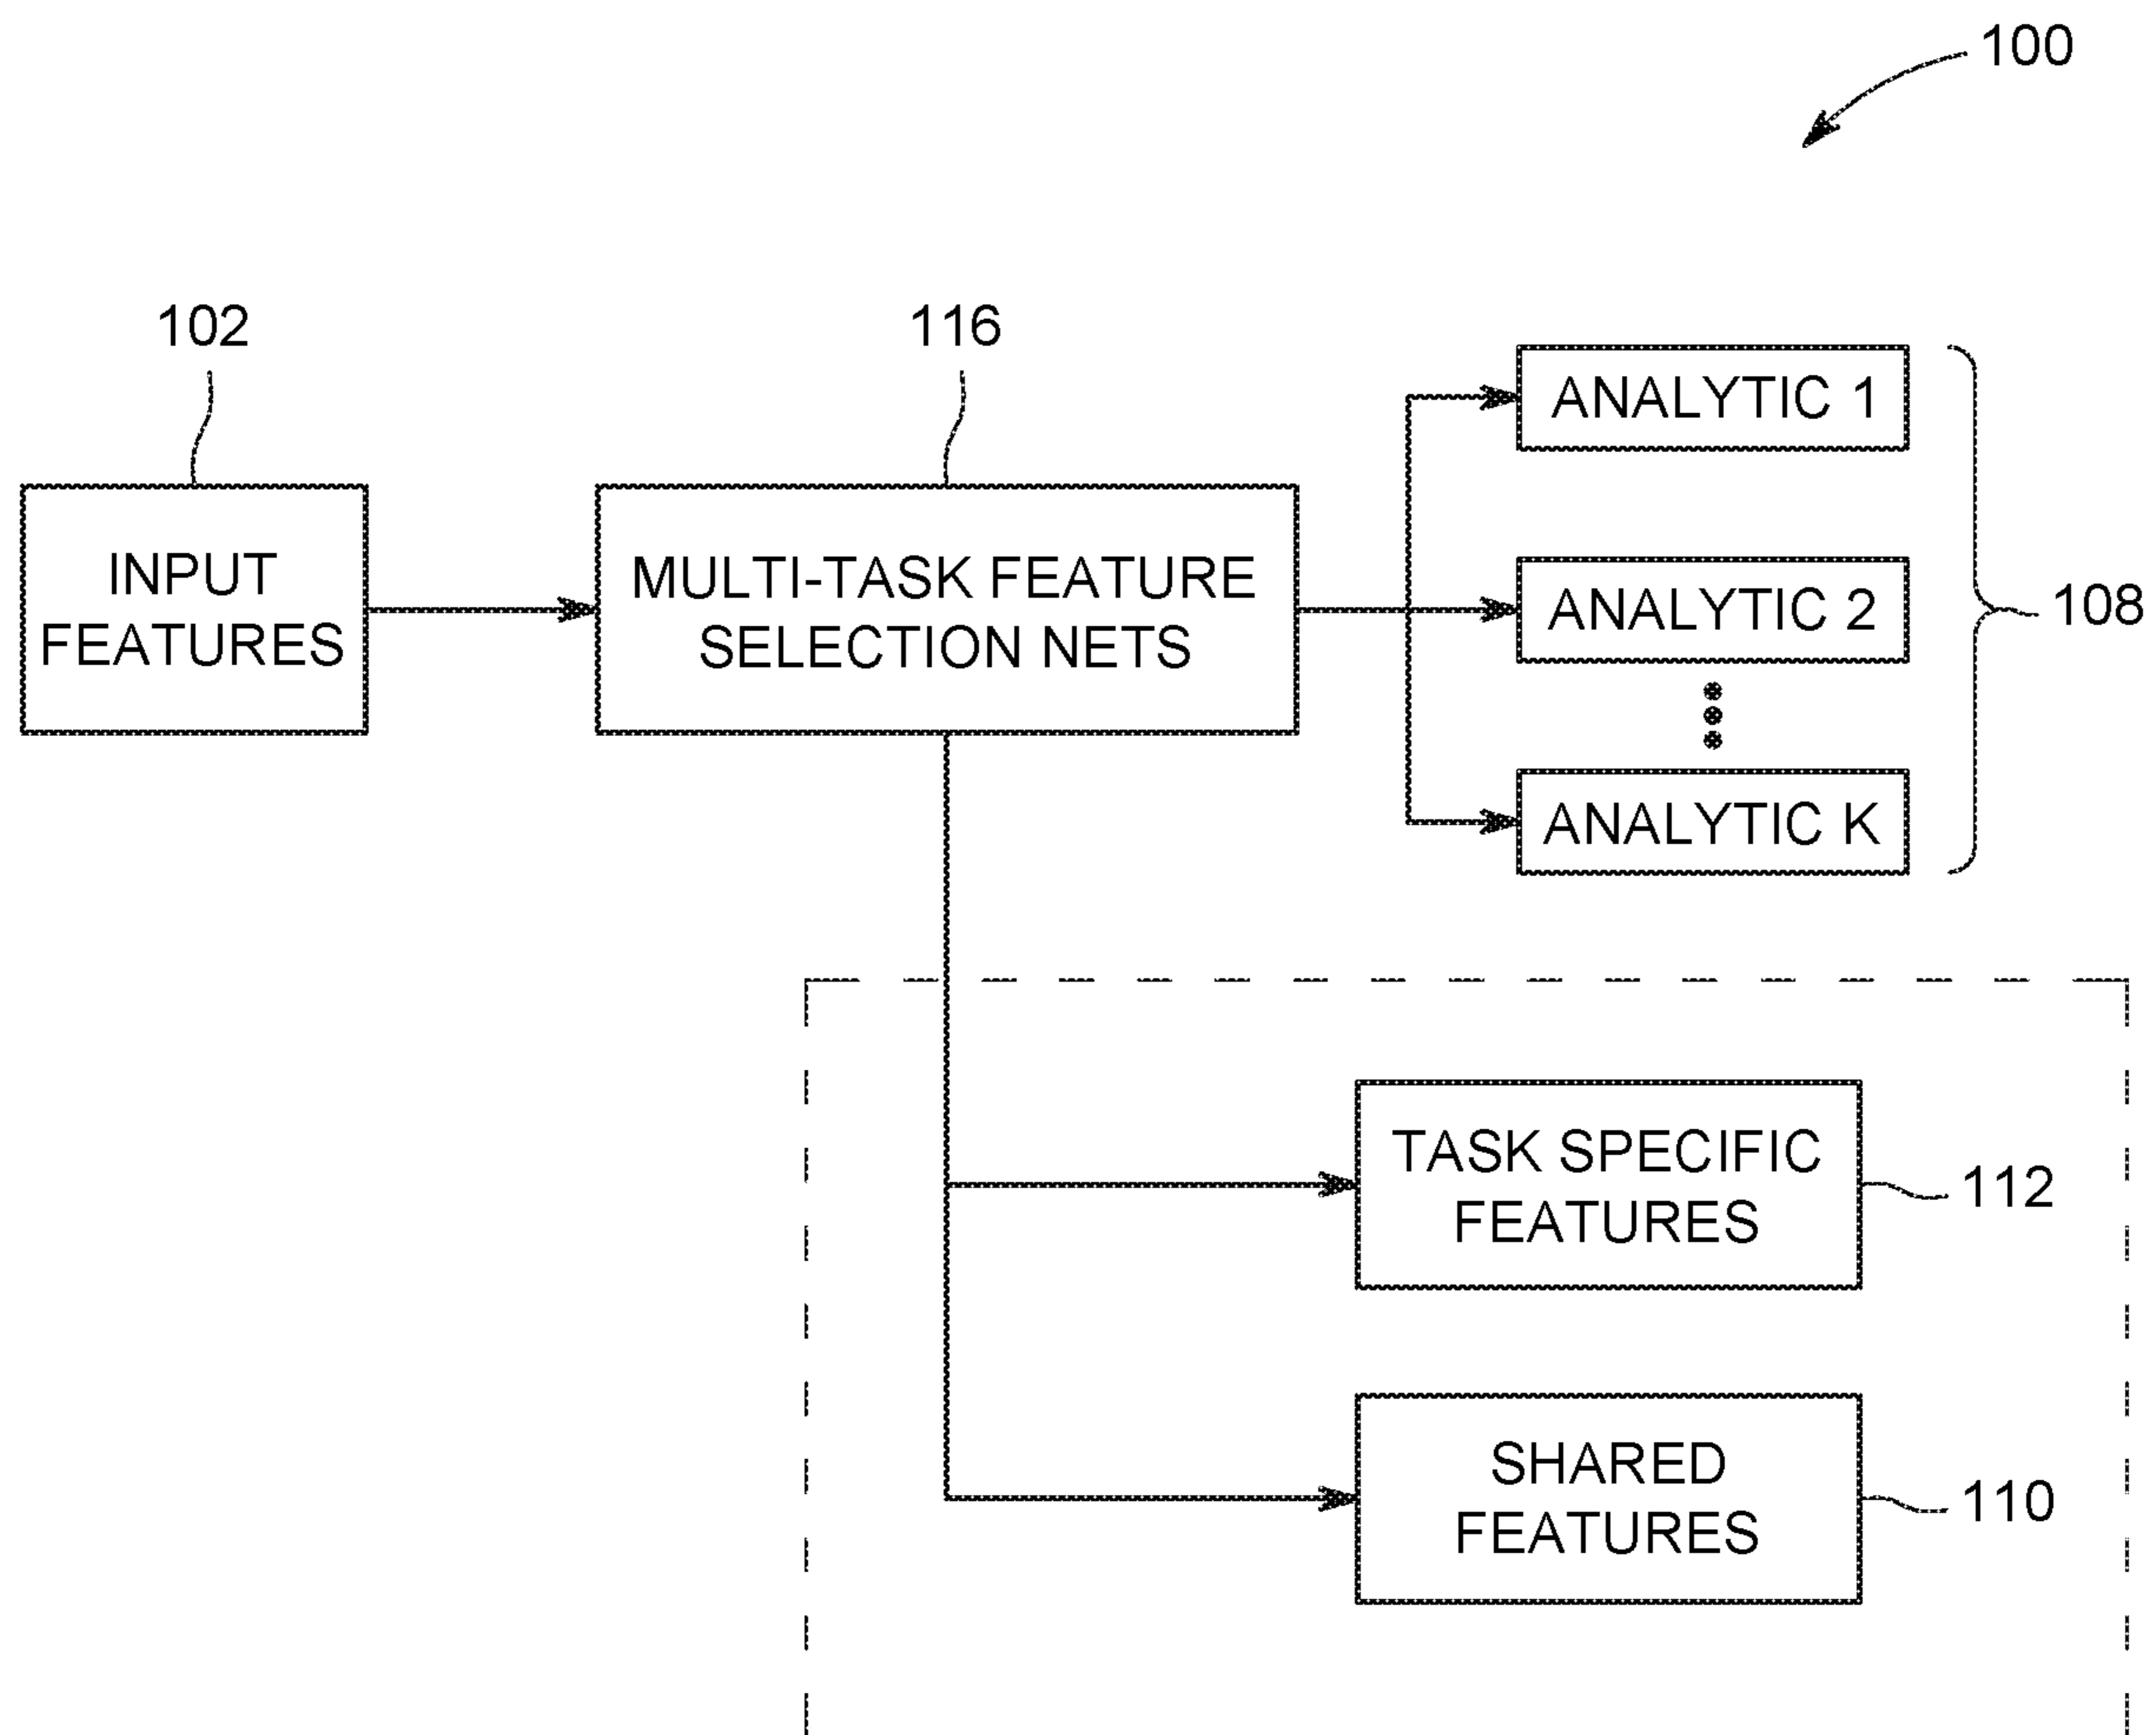 100
102
116
ANALYTIC 1
INPUT
FEATURES
MULTI-TASK FEATURE
SELECTION NETS
ANALYTIC 2
108
ANALYTIC K
TASK SPECIFIC
FEATURES
112
SHARED
FEATURES
110